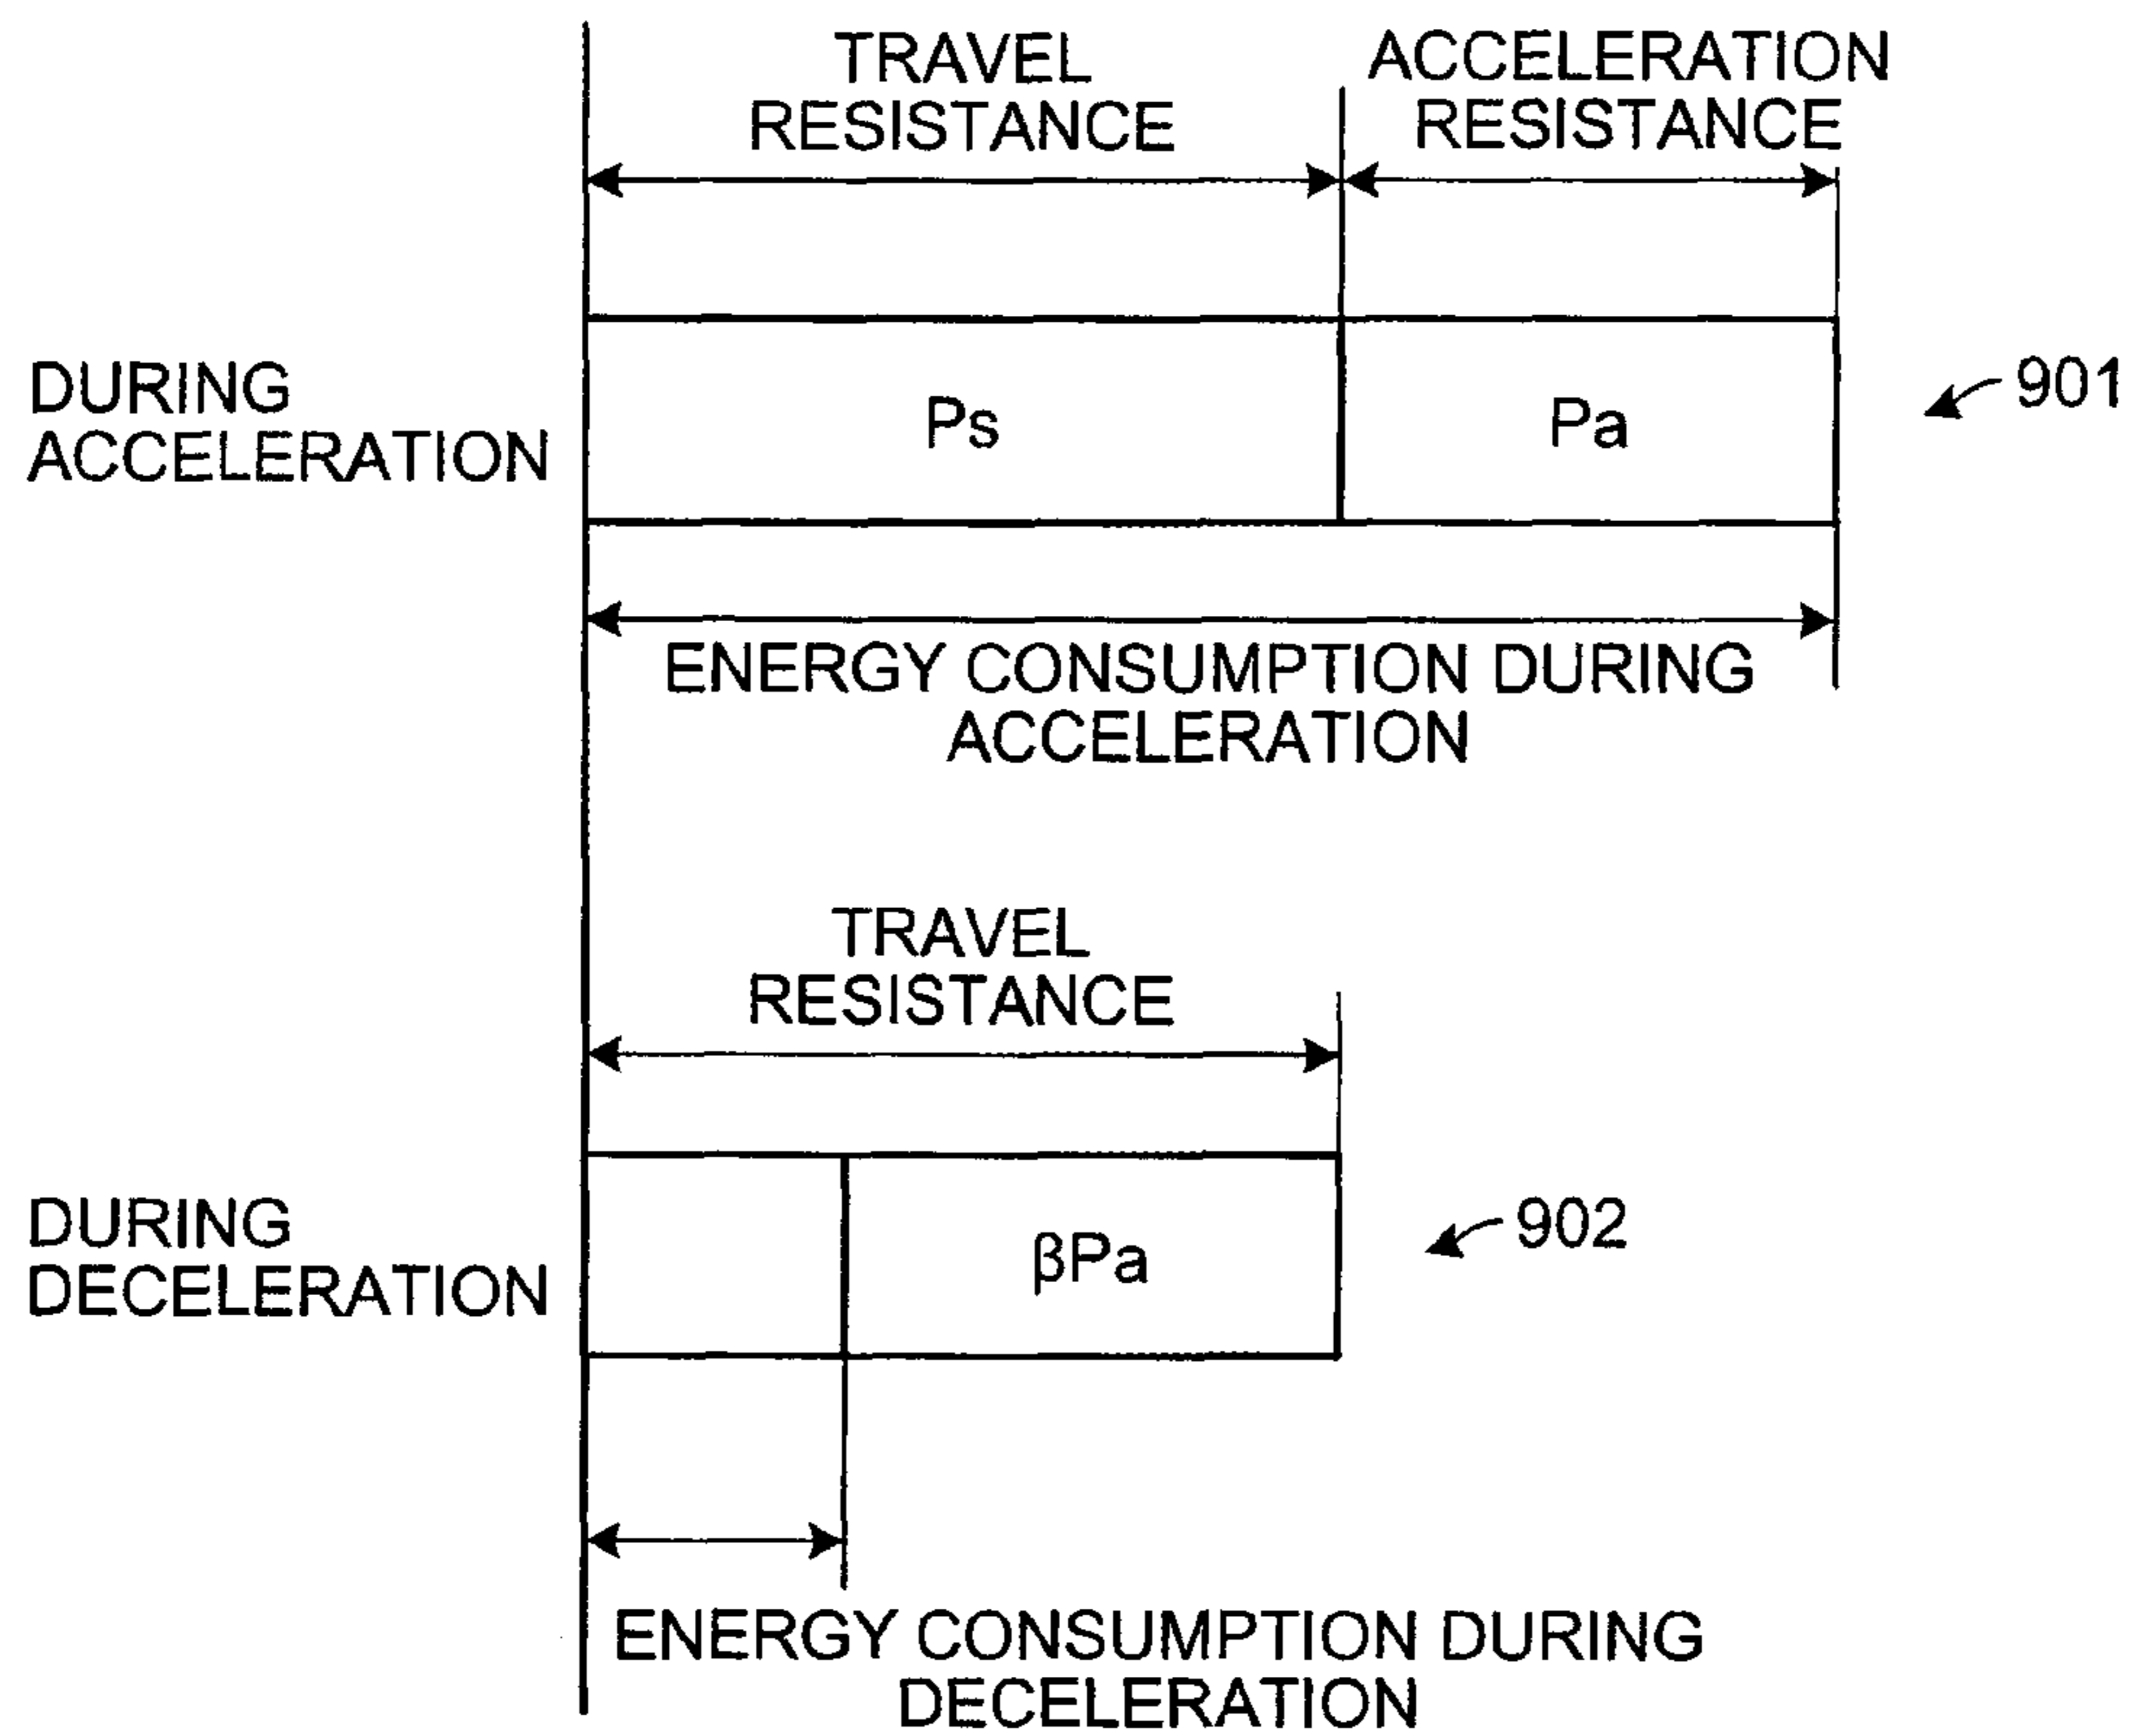 TRAVEL
RESISTANCE
ACCELERATION
RESISTANCE
DURING
ACCELERATION
Ps
Pa
901
ENERGY CONSUMPTION DURING
ACCELERATION
TRAVEL
RESISTANCE
DURING
DECELERATION
βPa
902
ENERGY CONSUMPTION DURING
DECELERATION